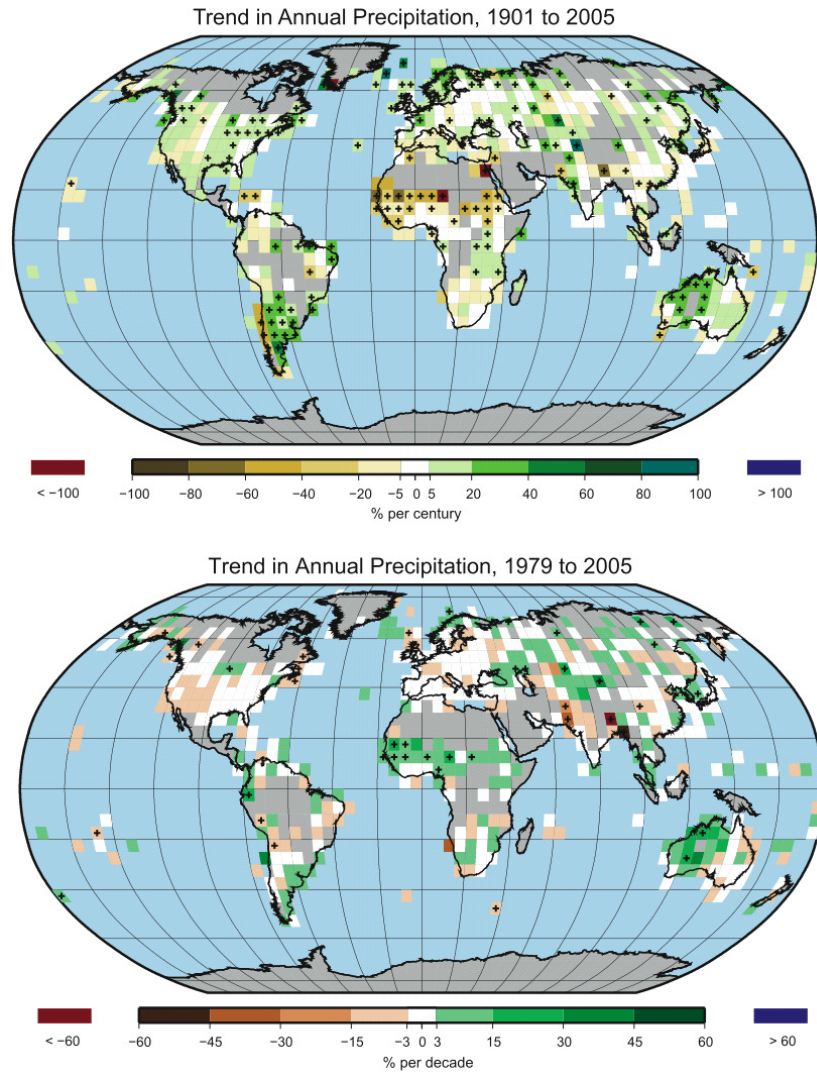 Trend in Annual Precipitation, 1901 to 2005
< −100
−100 −80 −60 −40 −20 −5 0 5 20 40 60 80 100
> 100
% per century
Trend in Annual Precipitation, 1979 to 2005
< −60
−60 −45 −30 −15 −3 0 3 15 30 45 60
> 60
% per decade